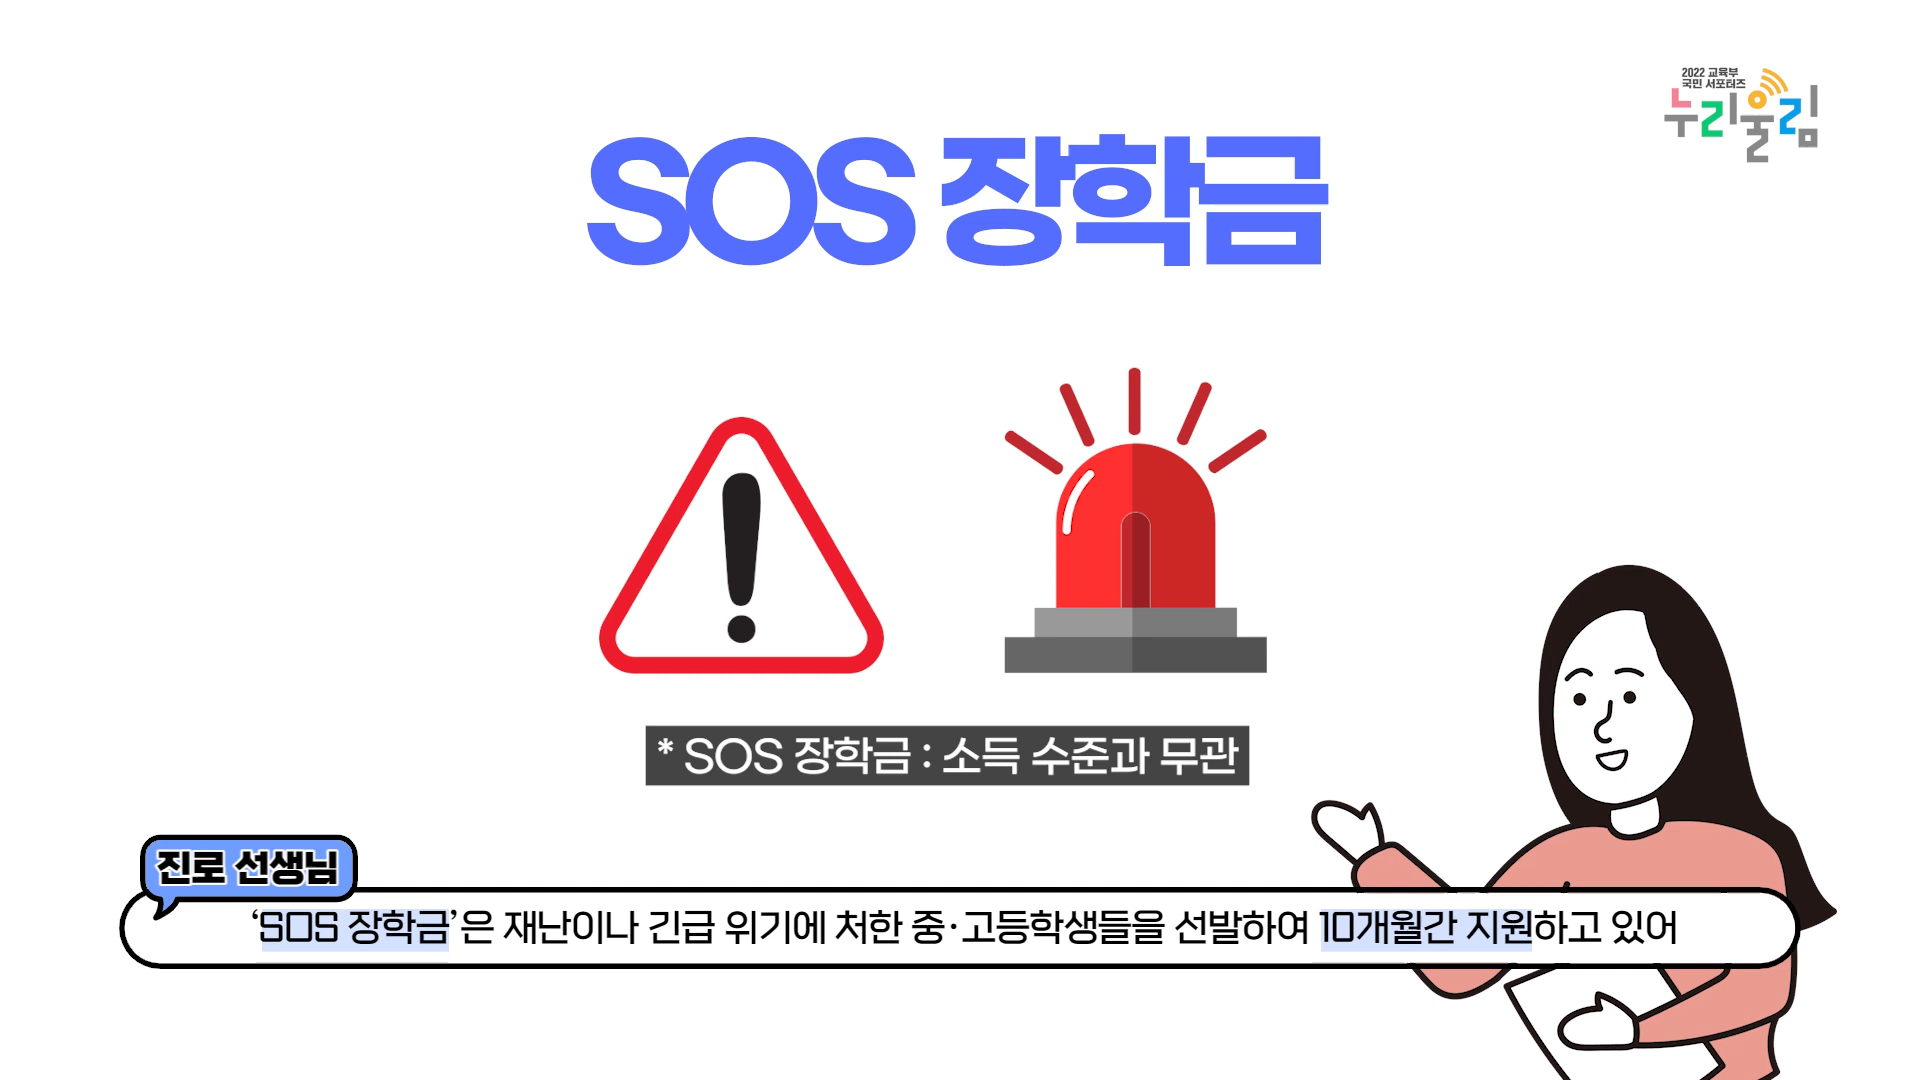 2022 교육부
국민 서포터즈
누리울림
SOS 장학금
* SOS 장학금 : 소득 수준과 무관
진로 선생님
‘SOS 장학금’은 재난이나 긴급 위기에 처한 중·고등학생들을 선발하여 10개월간 지원하고 있어